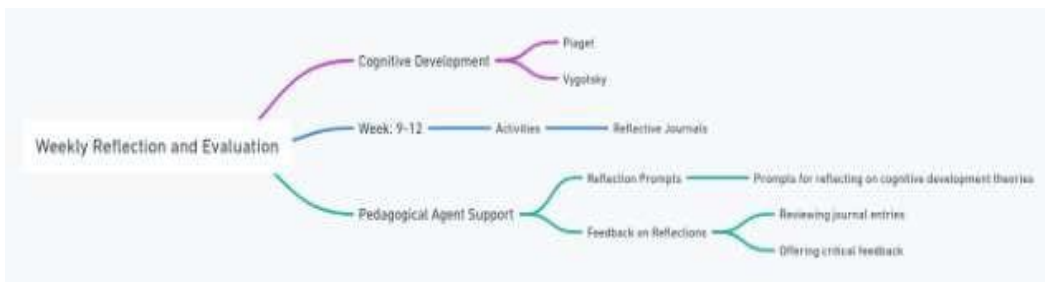 Weekly Reflection and Evaluation
Cognitive Development
Piaget
Vygotsky
Week: 9-12
Activities
Reflective Journals
Pedagogical Agent Support
Reflection Prompts
Prompts for reflecting on cognitive development theories
Feedback on Reflections
Reviewing journal entries
Offering critical feedback